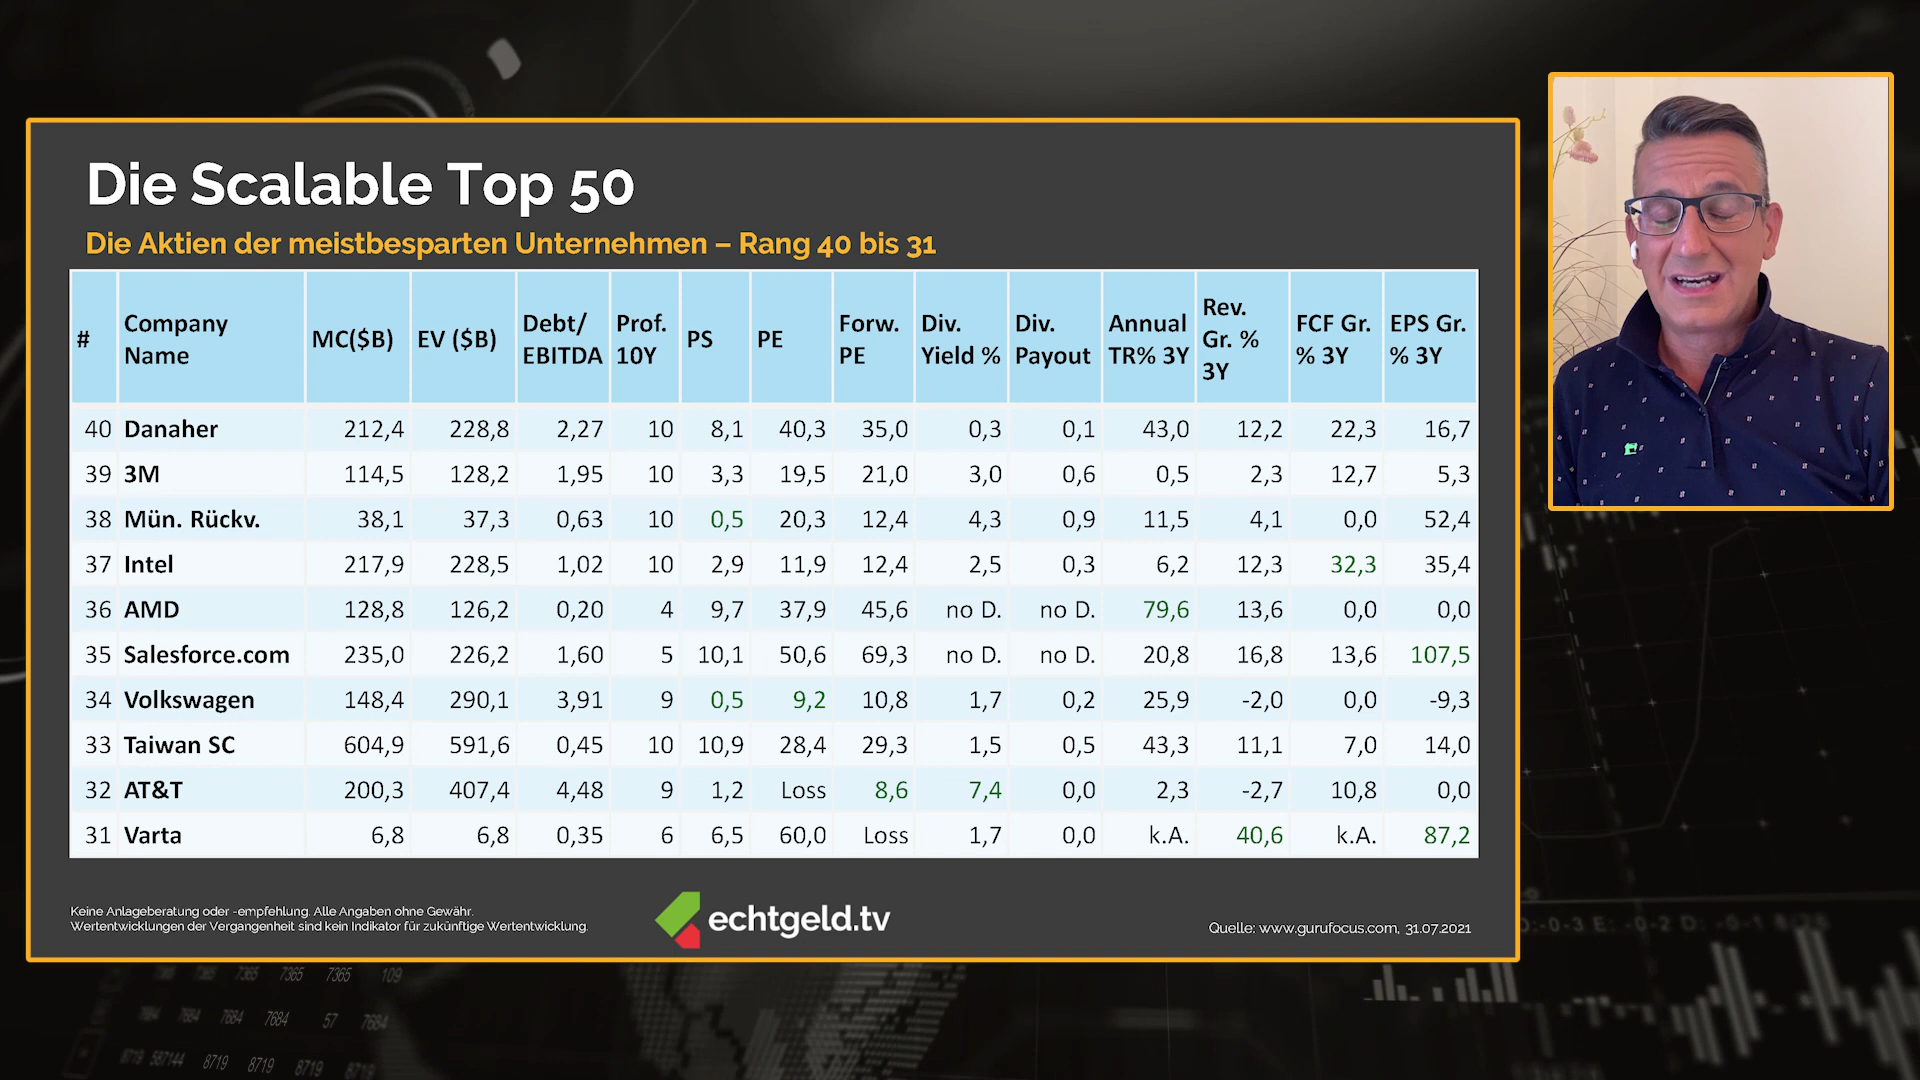 Die Scalable Top 50
Die Aktien der meistbesparten Unternehmen – Rang 40 bis 31
# Company Name MC($B) EV ($B) Debt/ EBITDA Prof. 10Y PS PE Forw. PE Div. Yield % Div. Payout Annual TR% 3Y Rev. Gr. % 3Y FCF Gr. % 3Y EPS Gr. % 3Y
40 Danaher 212,4 228,8 2,27 10 8,1 40,3 35,0 0,3 0,1 43,0 12,2 22,3 16,7
39 3M 114,5 128,2 1,95 10 3,3 19,5 21,0 3,0 0,6 0,5 2,3 12,7 5,3
38 Mün. Rückv. 38,1 37,3 0,63 10 0,5 20,3 12,4 4,3 0,9 11,5 4,1 0,0 52,4
37 Intel 217,9 228,5 1,02 10 2,9 11,9 12,4 2,5 0,3 6,2 12,3 32,3 35,4
36 AMD 128,8 126,2 0,20 4 9,7 37,9 45,6 no D. no D. 79,6 13,6 0,0 0,0
35 Salesforce.com 235,0 226,2 1,60 5 10,1 50,6 69,3 no D. no D. 20,8 16,8 13,6 107,5
34 Volkswagen 148,4 290,1 3,91 9 0,5 9,2 10,8 1,7 0,2 25,9 -2,0 0,0 -9,3
33 Taiwan SC 604,9 591,6 0,45 10 10,9 28,4 29,3 1,5 0,5 43,3 11,1 7,0 14,0
32 AT&T 200,3 407,4 4,48 9 1,2 Loss 8,6 7,4 0,0 2,3 -2,7 10,8 0,0
31 Varta 6,8 6,8 0,35 6 6,5 60,0 Loss 1,7 0,0 k.A. 40,6 k.A. 87,2
Keine Anlageberatung oder -empfehlung. Alle Angaben ohne Gewähr.
Wertentwicklungen der Vergangenheit sind kein Indikator für zukünftige Wertentwicklung.
echtgeld.tv
Quelle: www.gurufocus.com, 31.07.2021
7365 7365 7365 109
7684 7684 7684 57 7684
8719 8719 8719 8719